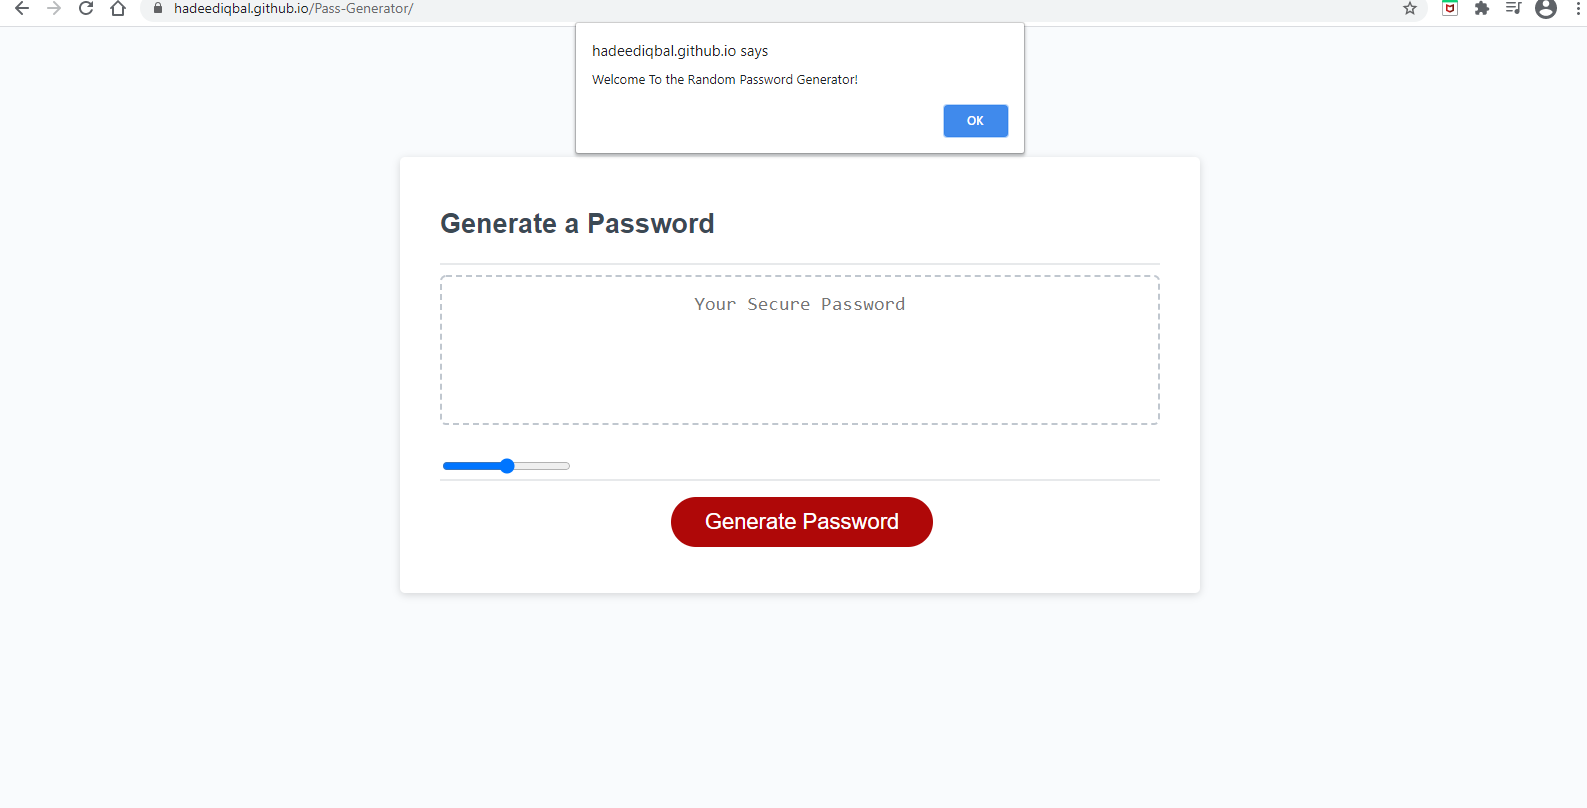 hadeediqbal.github.io/Pass-Generator/
hadeediqbal.github.io says
Welcome To the Random Password Generator!
OK
Generate a Password
Your Secure Password
Generate Password